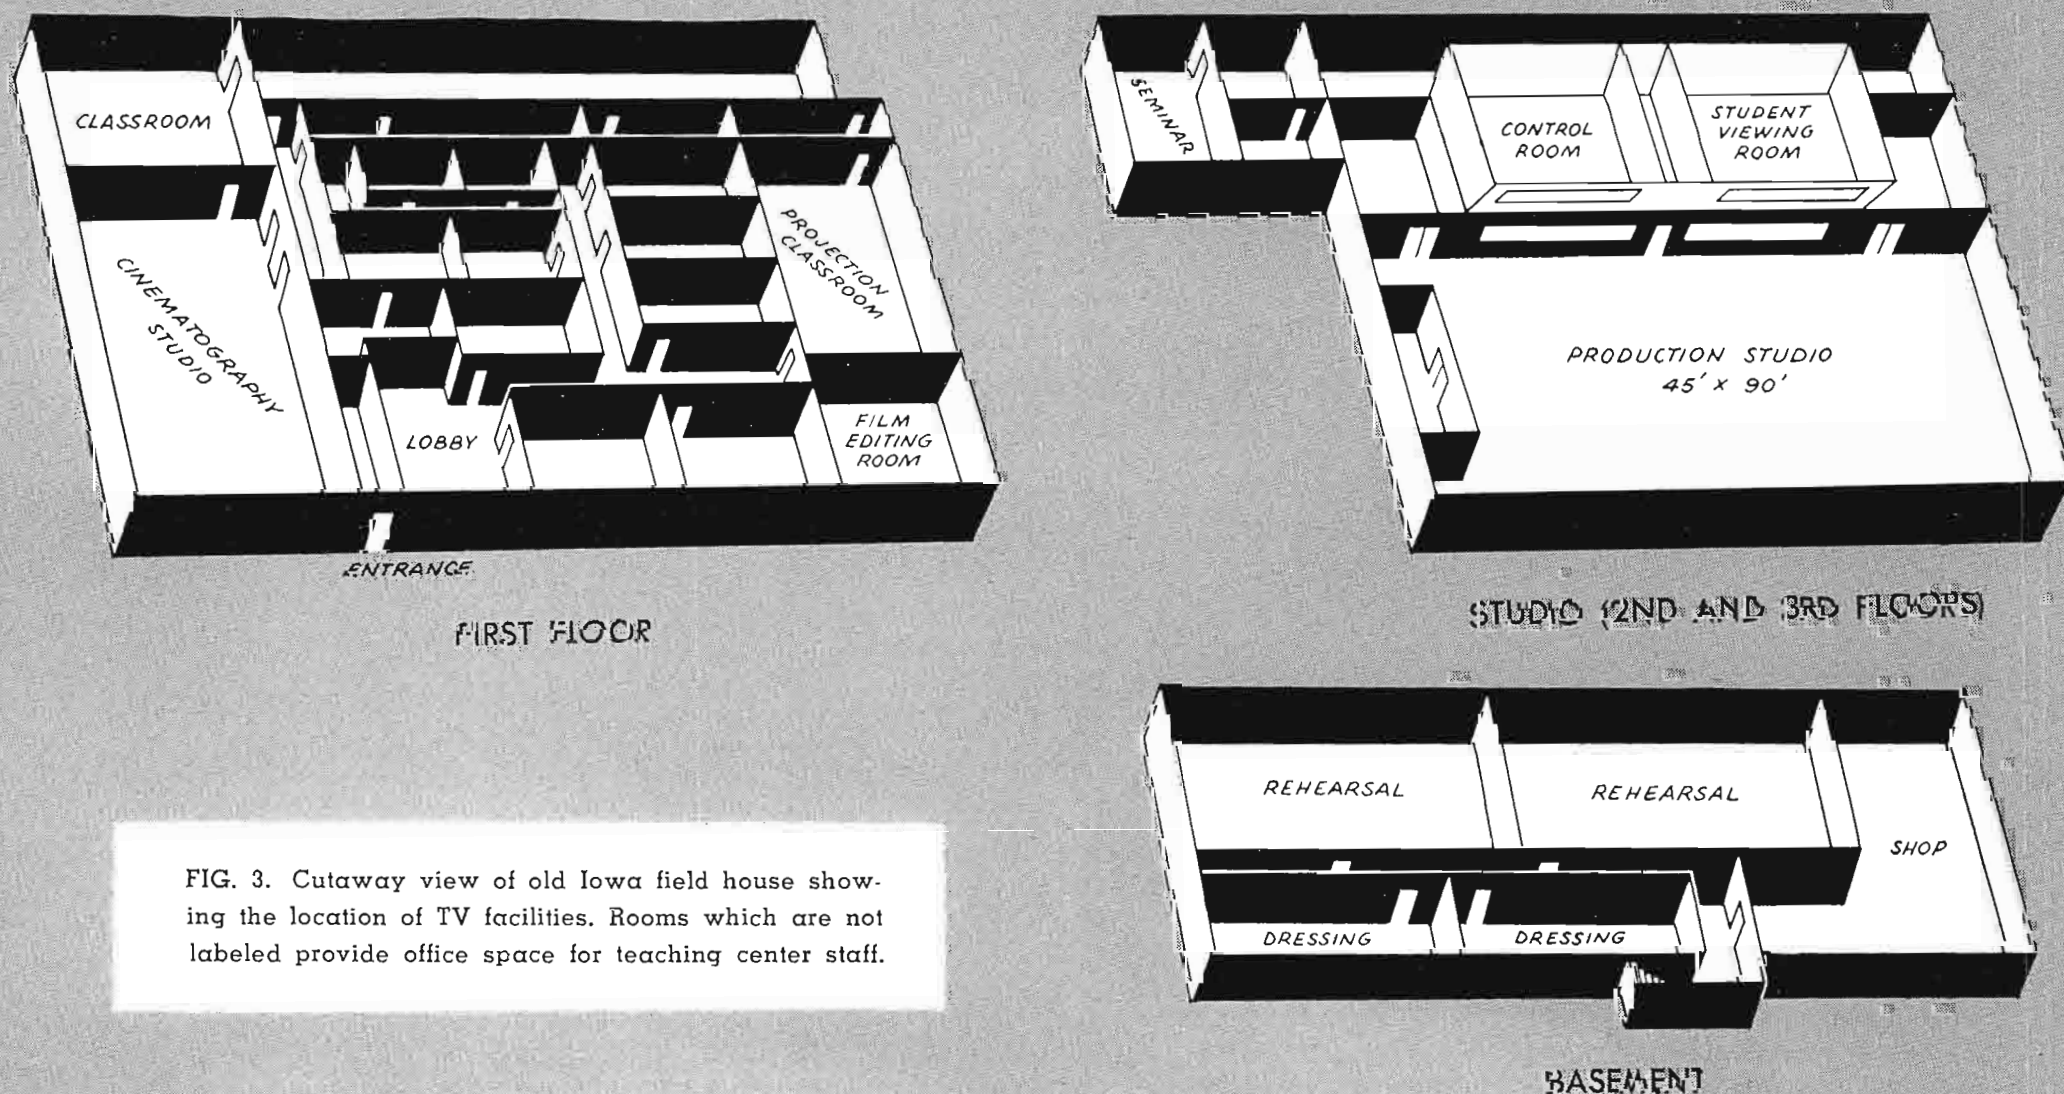 CLASSROOM
CINEMATOGRAPHY
STUDIO
LOBBY
PROJECTION
CLASSROOM
FILM
EDITING
ROOM
ENTRANCE
FIRST FLOOR
SEMINAR
CONTROL
ROOM
STUDENT
VIEWING
ROOM
PRODUCTION STUDIO
45' x 90'
STUDIO (2ND AND 3RD FLOORS)
REHEARSAL
REHEARSAL
SHOP
DRESSING
DRESSING
BASEMENT
FIG. 3. Cutaway view of old Iowa field house show-
ing the location of TV facilities. Rooms which are not
labeled provide office space for teaching center staff.